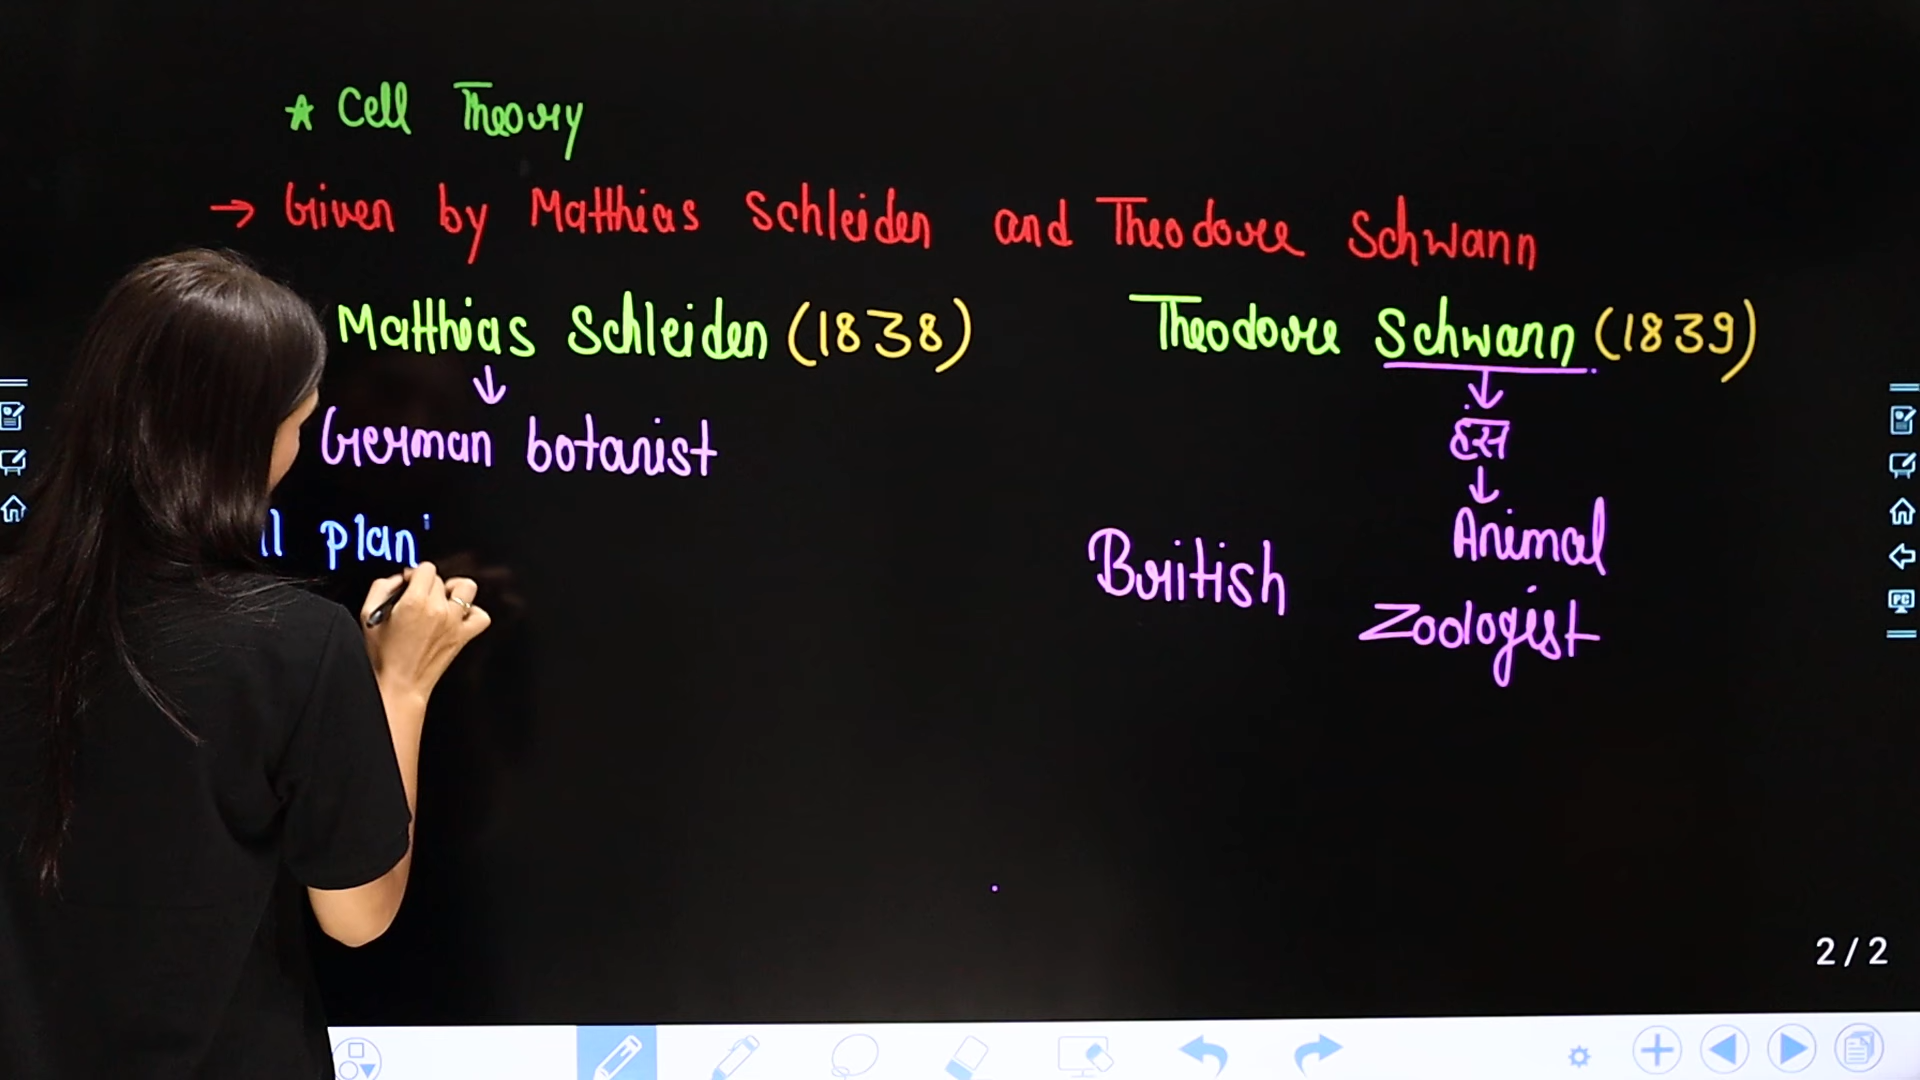 ★ Cell Theory
→ Given by Matthias Schleiden and Theodore Schwann
Matthias Schleiden (1838)
↓
German botanist
plan
Theodore Schwann (1839)
↓
हंस
↓
Animal
British Zoologist
2/2
PC